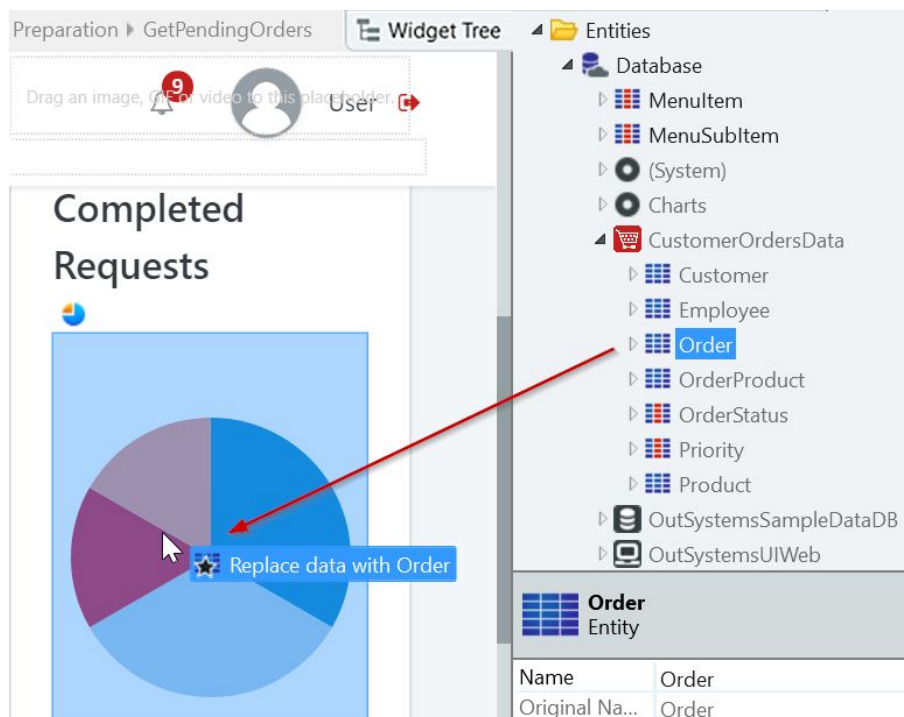 Preparation GetPendingOrders
Widget Tree
Drag an image, GIF or video to this placeholder.
9
User
Completed
Requests
Replace data with Order
Entities
Database
MenuItem
MenuSubItem
(System)
Charts
CustomerOrdersData
Customer
Employee
Order
OrderProduct
OrderStatus
Priority
Product
OutSystemsSampleDataDB
OutSystemsUIWeb
Order
Entity
Name Order
Original Na... Order